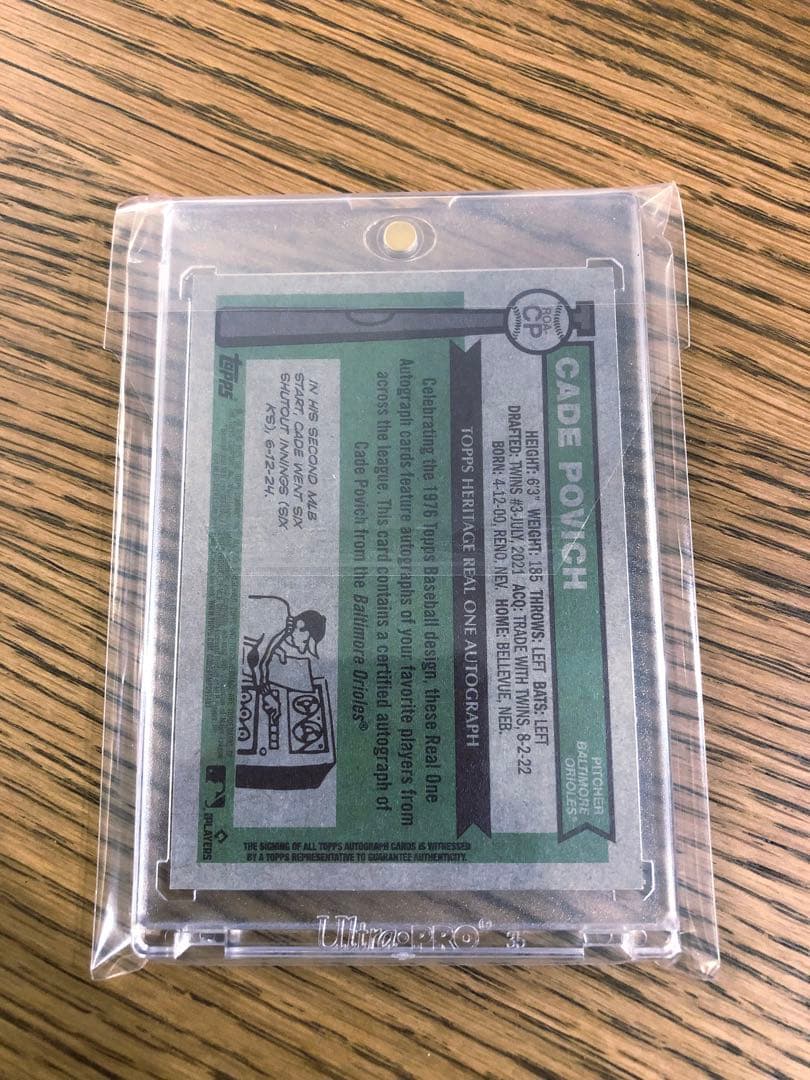 ROA-
CP
CADE POVICH
PITCHER
BALTIMORE
ORIOLES
HEIGHT: 6'3" WEIGHT: 185 THROWS: LEFT BATS: LEFT
DRAFTED: TWINS #3-JULY, 2021 ACQ: TRADE WITH TWINS, 8-2-22
BORN: 4-12-00, RENO, NEV. HOME: BELLEVUE, NEB.
TOPPS HERITAGE REAL ONE AUTOGRAPH
Celebrating the 1976 Topps Baseball design, these Real One
Autograph cards feature autographs of your favorite players from
across the league. This card contains a certified autograph of
Cade Povich from the Baltimore Orioles®
IN HIS SECOND MLB
START, CADE WENT SIX
SHUTOUT INNINGS (SIX
K'S), 6-12-24.
topps
PLAYERS
THE SIGNING OF ALL TOPPS AUTOGRAPH CARDS IS WITNESSED
BY A TOPPS REPRESENTATIVE TO GUARANTEE AUTHENTICITY.
Ultra·PRO® 35